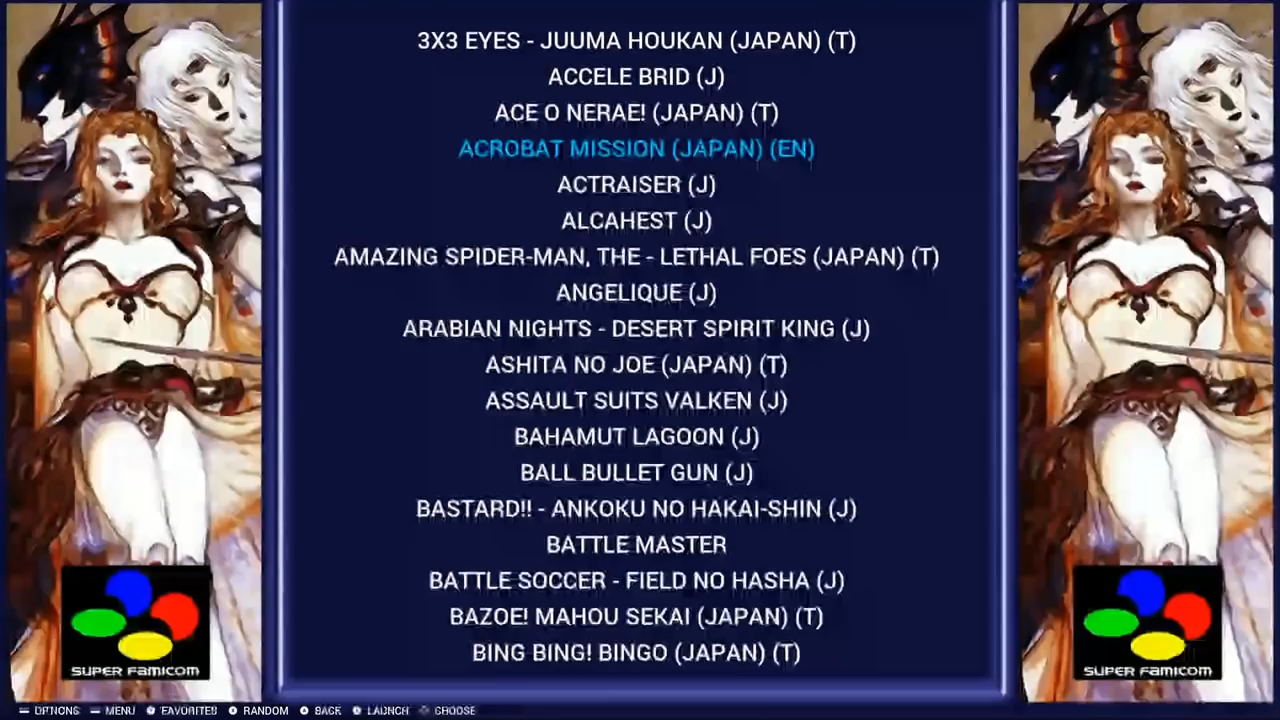 3X3 EYES - JUUMA HOUKAN (JAPAN) (T)
ACCELE BRID (J)
ACE O NERAE! (JAPAN) (T)
ACROBAT MISSION (JAPAN) (EN)
ACTRAISER (J)
ALCAHEST (J)
AMAZING SPIDER-MAN, THE - LETHAL FOES (JAPAN) (T)
ANGELIQUE (J)
ARABIAN NIGHTS - DESERT SPIRIT KING (J)
ASHITA NO JOE (JAPAN) (T)
ASSAULT SUITS VALKEN (J)
BAHAMUT LAGOON (J)
BALL BULLET GUN (J)
BASTARD!! - ANKOKU NO HAKAI-SHIN (J)
BATTLE MASTER
BATTLE SOCCER - FIELD NO HASHA (J)
BAZOE! MAHOU SEKAI (JAPAN) (T)
BING BING! BINGO (JAPAN) (T)
SUPER FAMICOM
SUPER FAMICOM
OPTIONS MENU FAVORITES RANDOM BACK LAUNCH CHOOSE